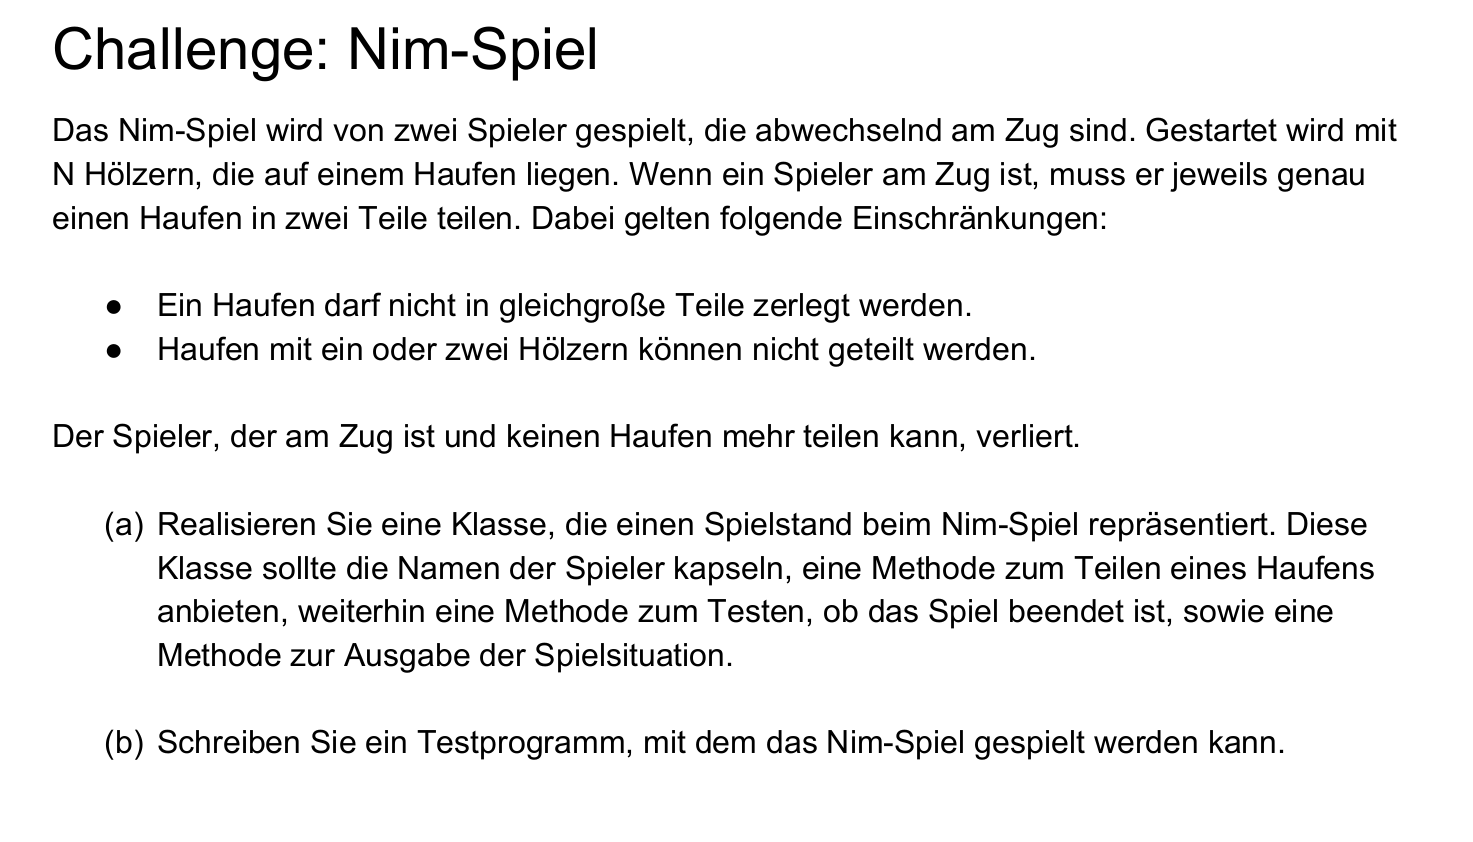 Challenge: Nim-Spiel
Das Nim-Spiel wird von zwei Spieler gespielt, die abwechselnd am Zug sind. Gestartet wird mit
N Hölzern, die auf einem Haufen liegen. Wenn ein Spieler am Zug ist, muss er jeweils genau
einen Haufen in zwei Teile teilen. Dabei gelten folgende Einschränkungen:
● Ein Haufen darf nicht in gleichgroße Teile zerlegt werden.
● Haufen mit ein oder zwei Hölzern können nicht geteilt werden.
Der Spieler, der am Zug ist und keinen Haufen mehr teilen kann, verliert.
(a) Realisieren Sie eine Klasse, die einen Spielstand beim Nim-Spiel repräsentiert. Diese
Klasse sollte die Namen der Spieler kapseln, eine Methode zum Teilen eines Haufens
anbieten, weiterhin eine Methode zum Testen, ob das Spiel beendet ist, sowie eine
Methode zur Ausgabe der Spielsituation.
(b) Schreiben Sie ein Testprogramm, mit dem das Nim-Spiel gespielt werden kann.